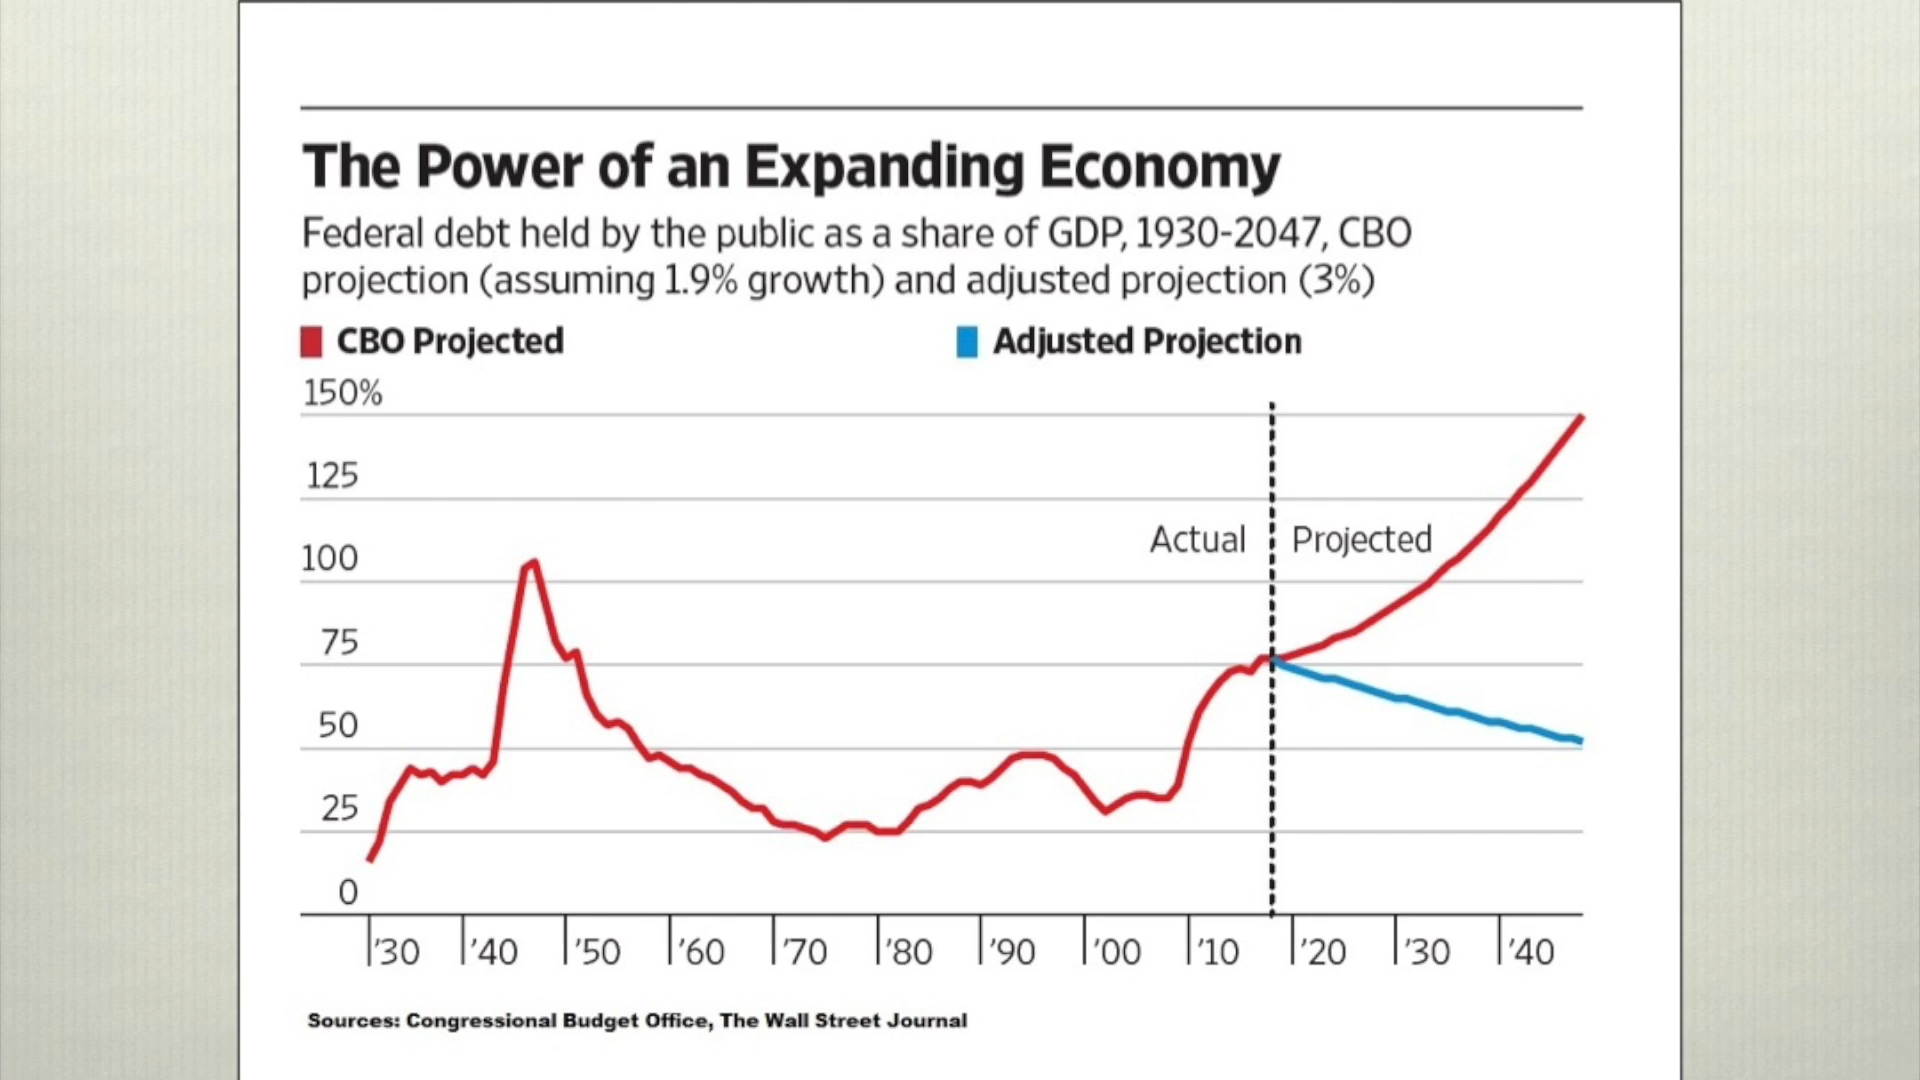 The Power of an Expanding Economy
Federal debt held by the public as a share of GDP, 1930-2047, CBO
projection (assuming 1.9% growth) and adjusted projection (3%)
CBO Projected Adjusted Projection
150%
125
Actual Projected
100
75
50
25
0
'30 '40 '50 '60 '70 '80 '90 '00 '10 '20 '30 '40
Sources: Congressional Budget Office, The Wall Street Journal